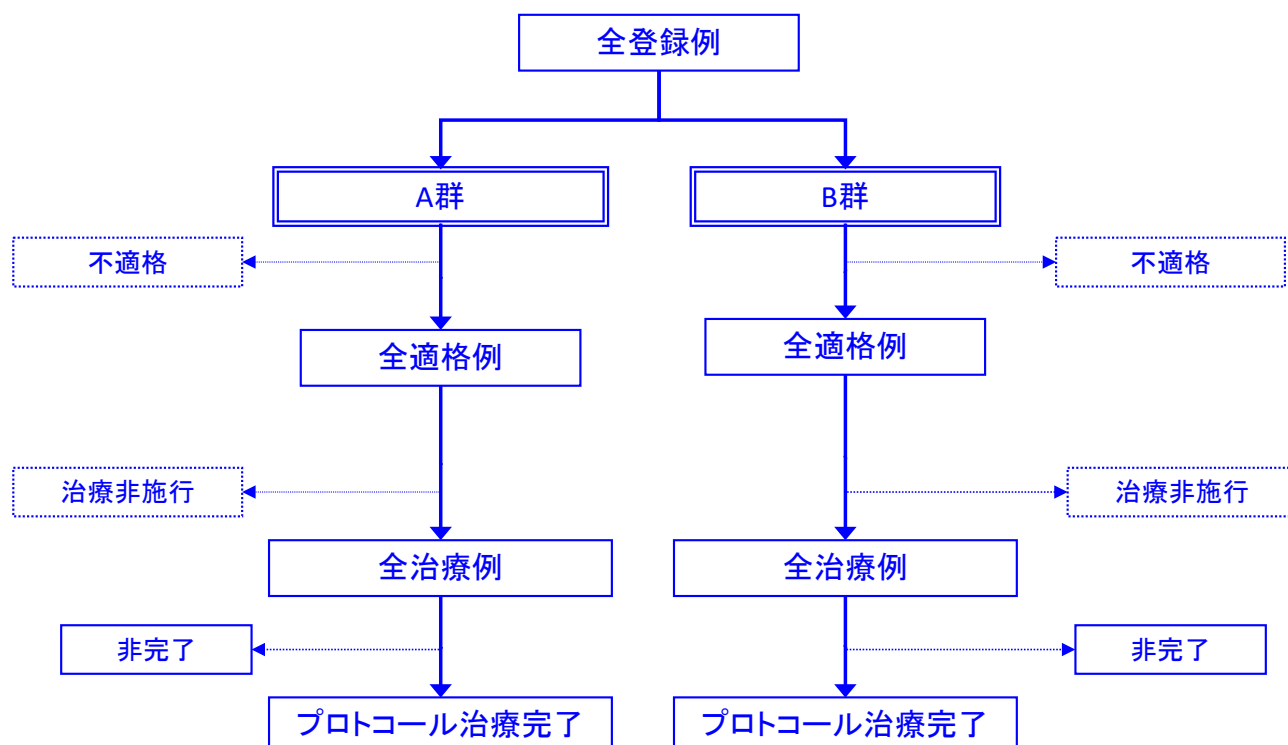 全登録例
A群
B群
不適格
不適格
全適格例
全適格例
治療非施行
治療非施行
全治療例
全治療例
非完了
非完了
プロトコール治療完了
プロトコール治療完了